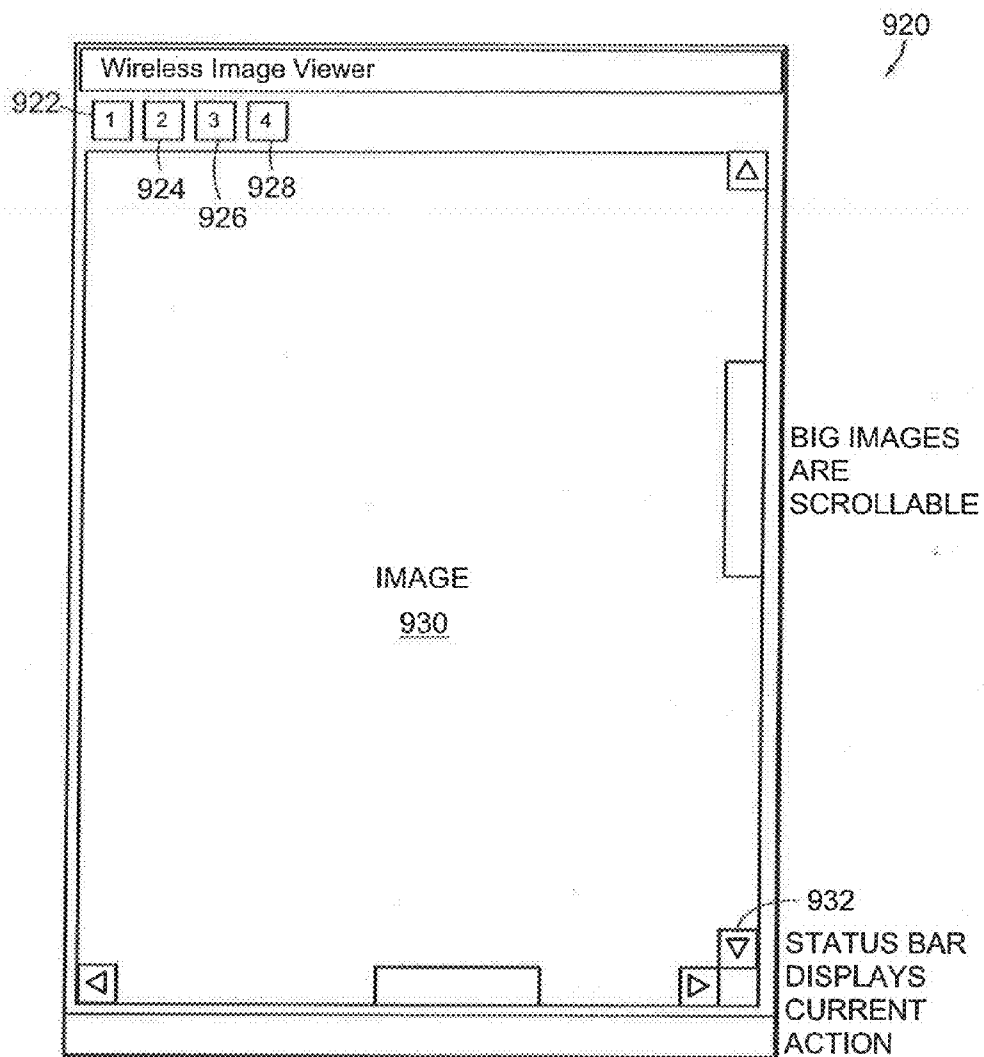 920
Wireless Image Viewer
922
1 2 3 4
924
926
928
BIG IMAGES
ARE
SCROLLABLE
IMAGE
930
932
STATUS BAR
DISPLAYS
CURRENT
ACTION